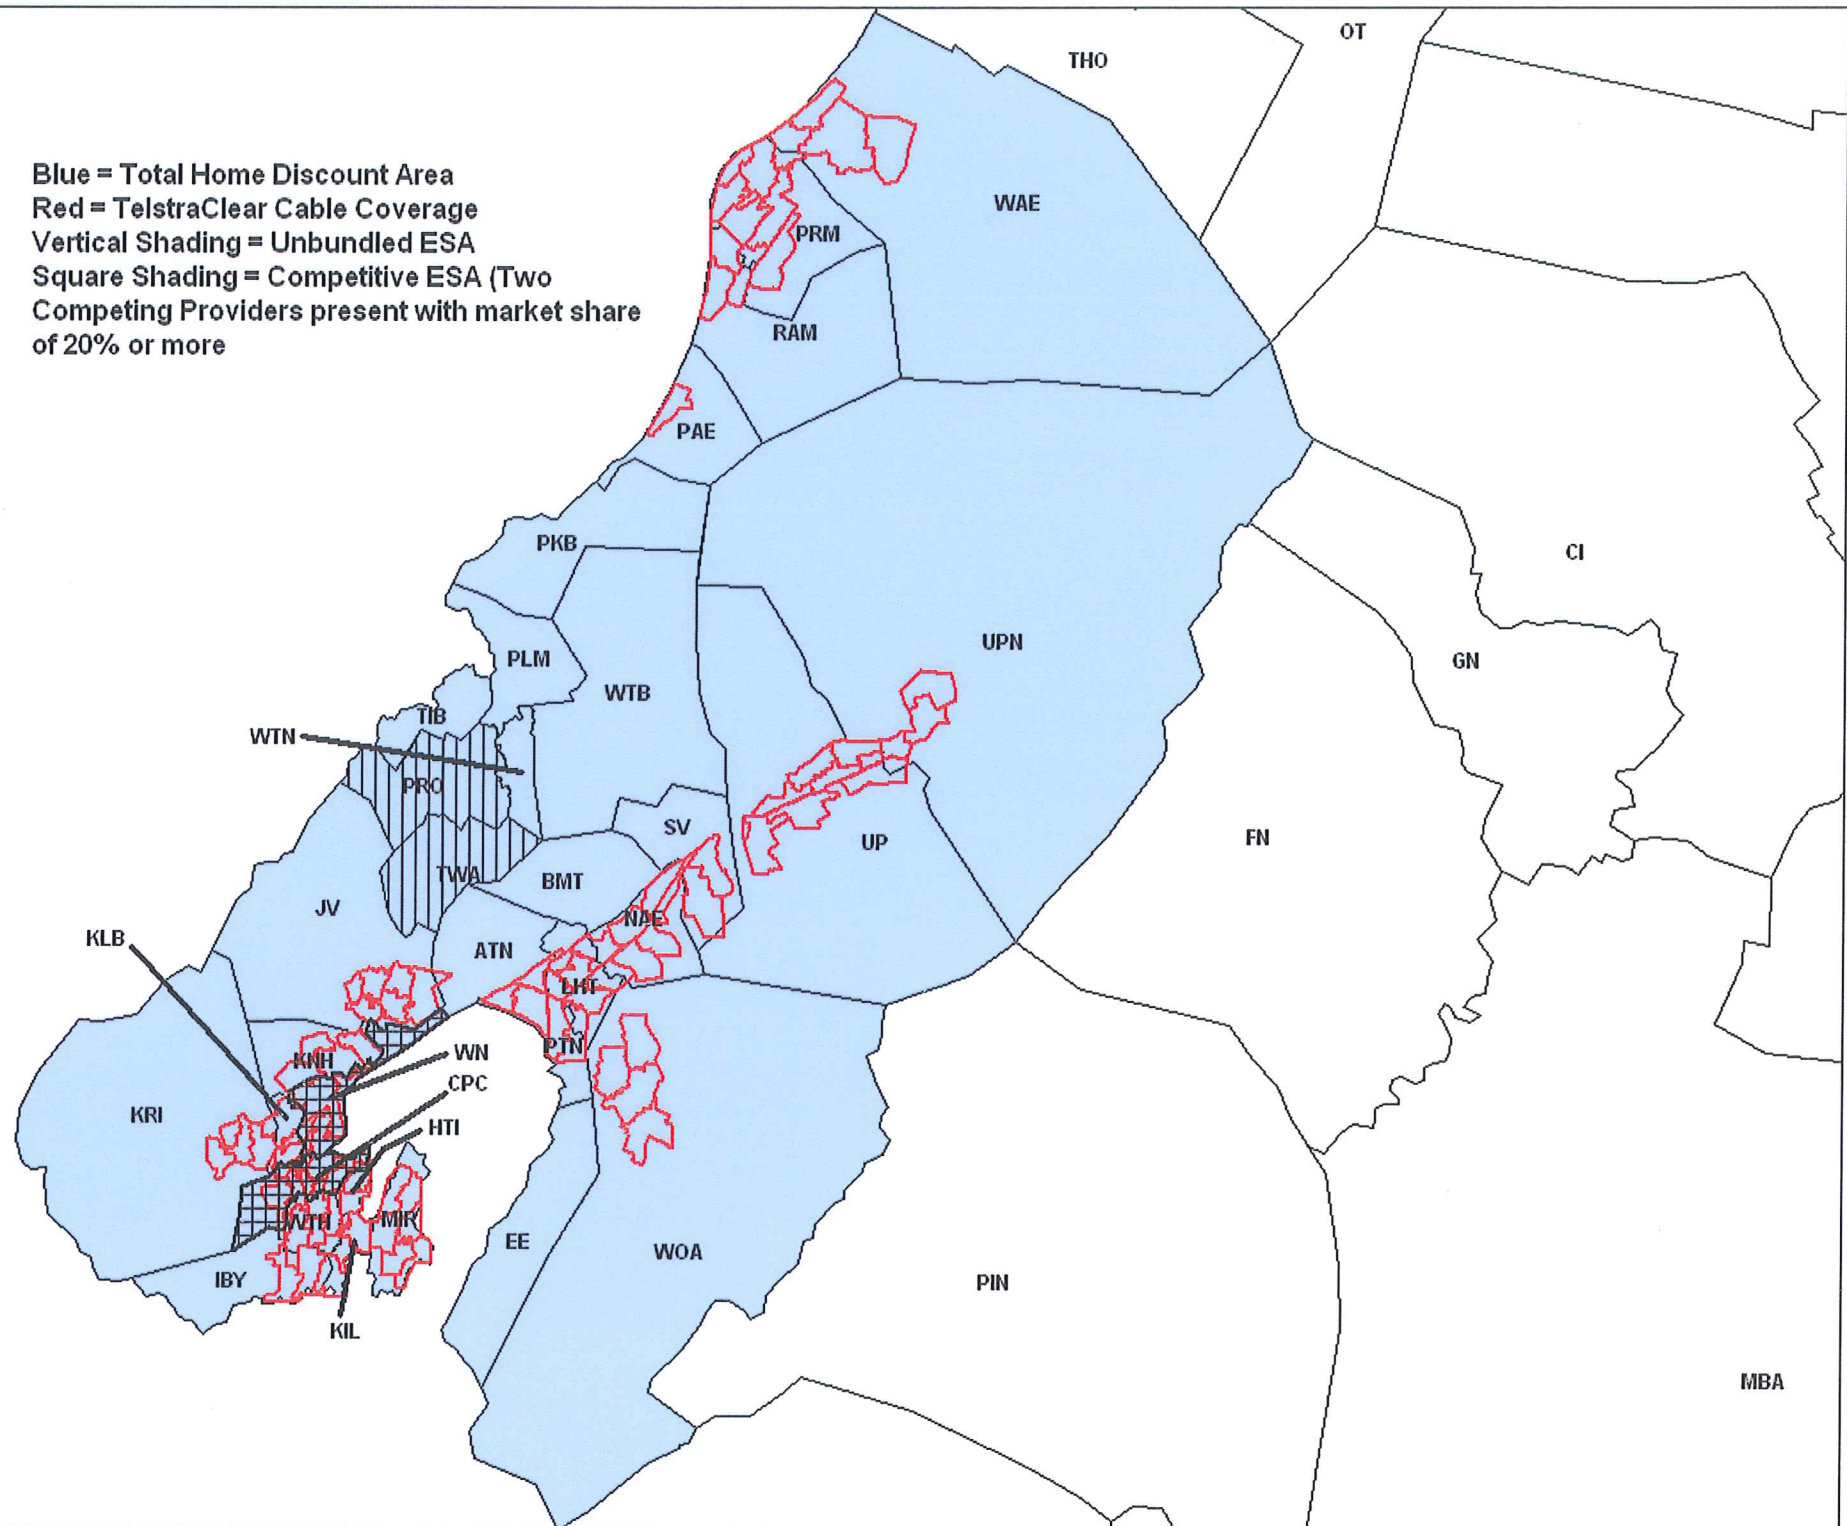 OT
THO
Blue = Total Home Discount Area
Red = TelstraClear Cable Coverage
Vertical Shading = Unbundled ESA
Square Shading = Competitive ESA (Two
Competing Providers present with market share
of 20% or more
WAE
PRM
RAM
PAE
PKB
CI
UPN
PLM
GN
WTB
TIB
WTN
PRO
SV
FN
UP
TWA
BMT
JV
NAE
KLB
ATN
LHT
PTN
WN
KNH
CPC
KRI
HTI
WTH
MIR
EE
WOA
IBY
PIN
KIL
MBA